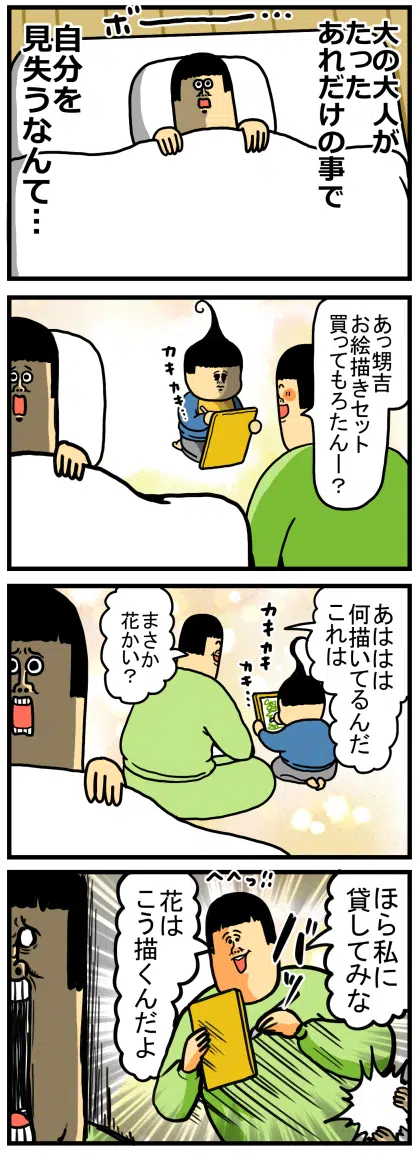 ボーーー…
大の大人が
たった
あれだけの事で
自分を
見失うなんて…
あっ甥吉
お絵描きセット
買ってもろたんー?
カキカキ…
あははは
何描いてるんだ
これは
カキカキカキ…
まさか
花かい?
へへっ!!
ほら私に
貸してみな
バッ
花は
こう描くんだよ